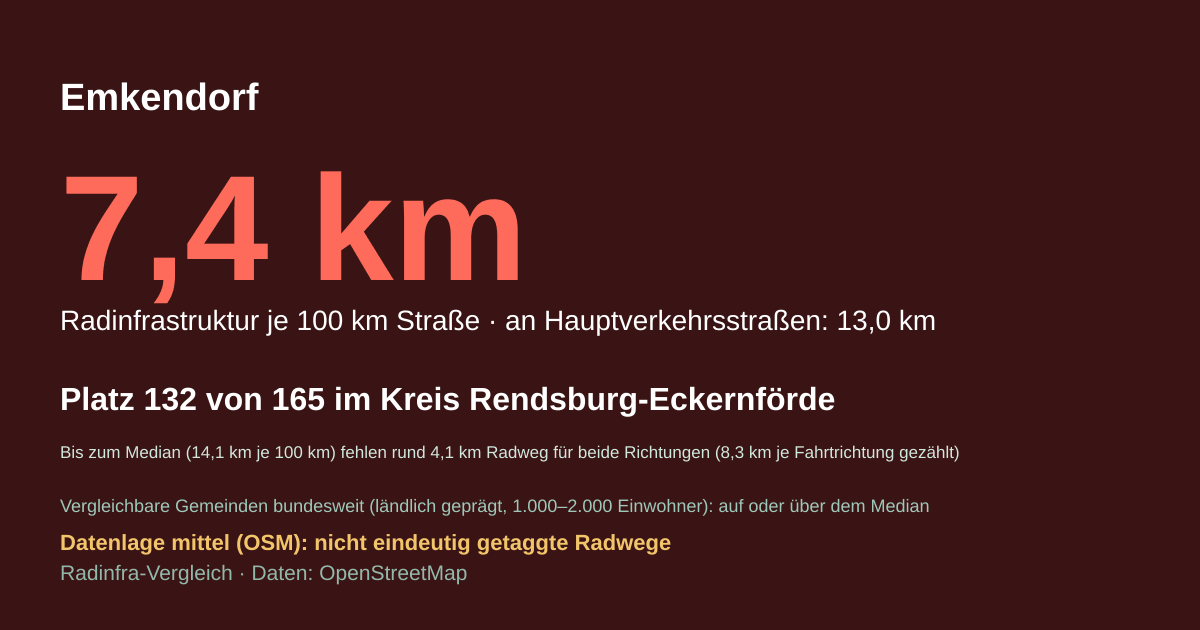 Emkendorf
7,4 km
Radinfrastruktur je 100 km Straße · an Hauptverkehrsstraßen: 13,0 km
Platz 132 von 165 im Kreis Rendsburg-Eckernförde
Bis zum Median (14,1 km je 100 km) fehlen rund 4,1 km Radweg für beide Richtungen (8,3 km je Fahrtrichtung gezählt)
Vergleichbare Gemeinden bundesweit (ländlich geprägt, 1.000–2.000 Einwohner): auf oder über dem Median
Datenlage mittel (OSM): nicht eindeutig getaggte Radwege
Radinfra-Vergleich · Daten: OpenStreetMap